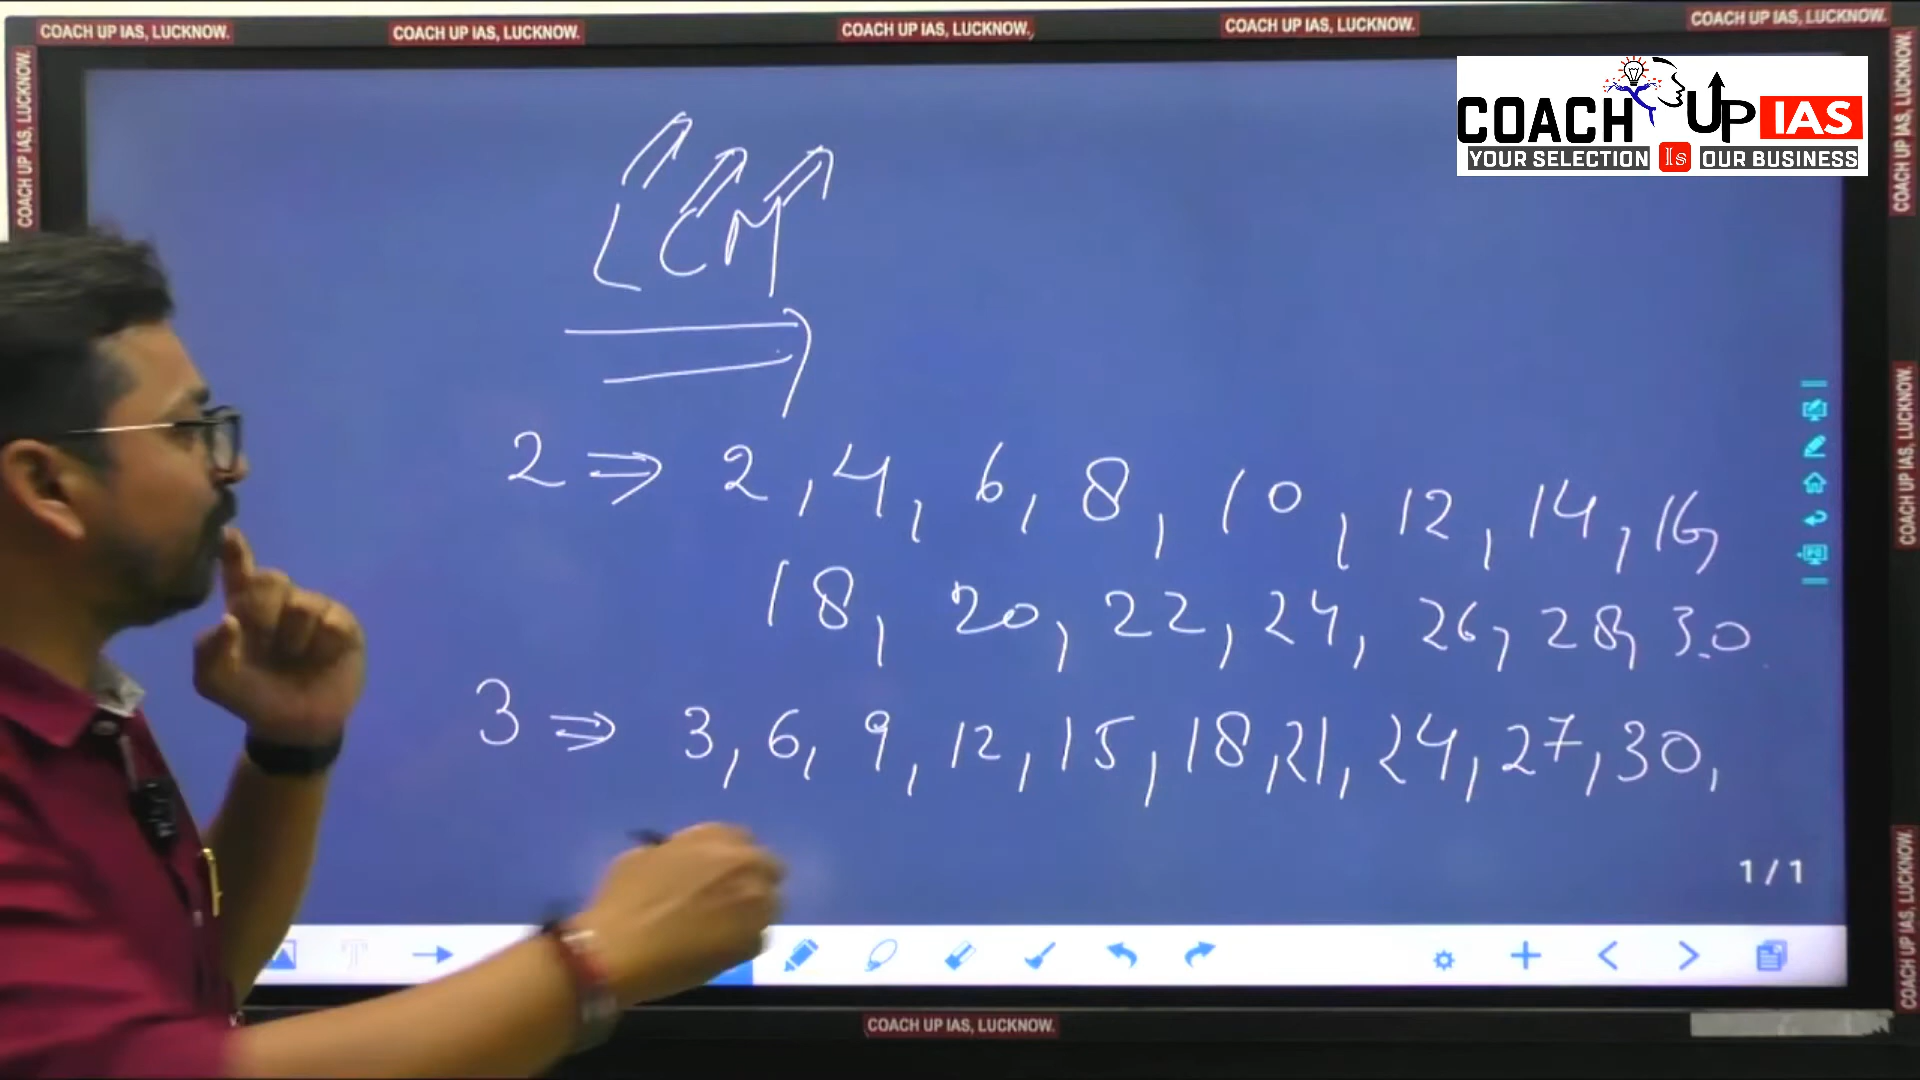 COACH UP IAS, LUCKNOW.
COACH UP IAS, LUCKNOW.
COACH UP IAS, LUCKNOW.
COACH UP IAS, LUCKNOW.
COACH UP IAS, LUCKNOW.
COACH UP IAS, LUCKNOW.
COACH UP IAS, LUCKNOW.
COACH UP IAS
YOUR SELECTION Is OUR BUSINESS
LCM
2 ⇒ 2, 4, 6, 8, 10, 12, 14, 16,
18, 20, 22, 24, 26, 28, 30
3 ⇒ 3, 6, 9, 12, 15, 18, 21, 24, 27, 30,
COACH UP IAS, LUCKNOW.
1/1
COACH UP IAS, LUCKNOW.
T
COACH UP IAS, LUCKNOW.